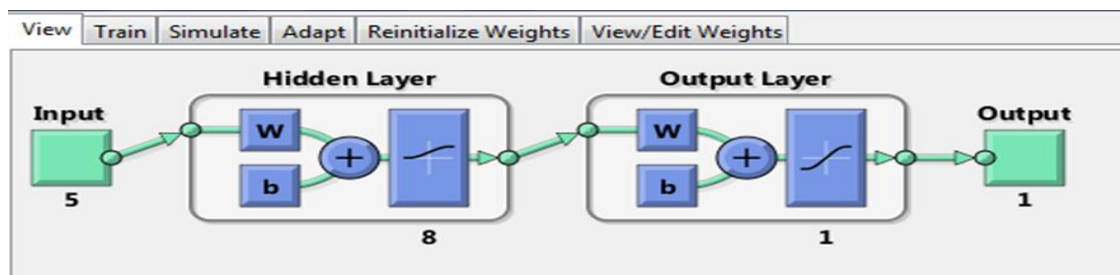 View Train Simulate Adapt Reinitialize Weights View/Edit Weights
Hidden Layer Output Layer
Input Output
W W
+ +
b b
5 1
8 1